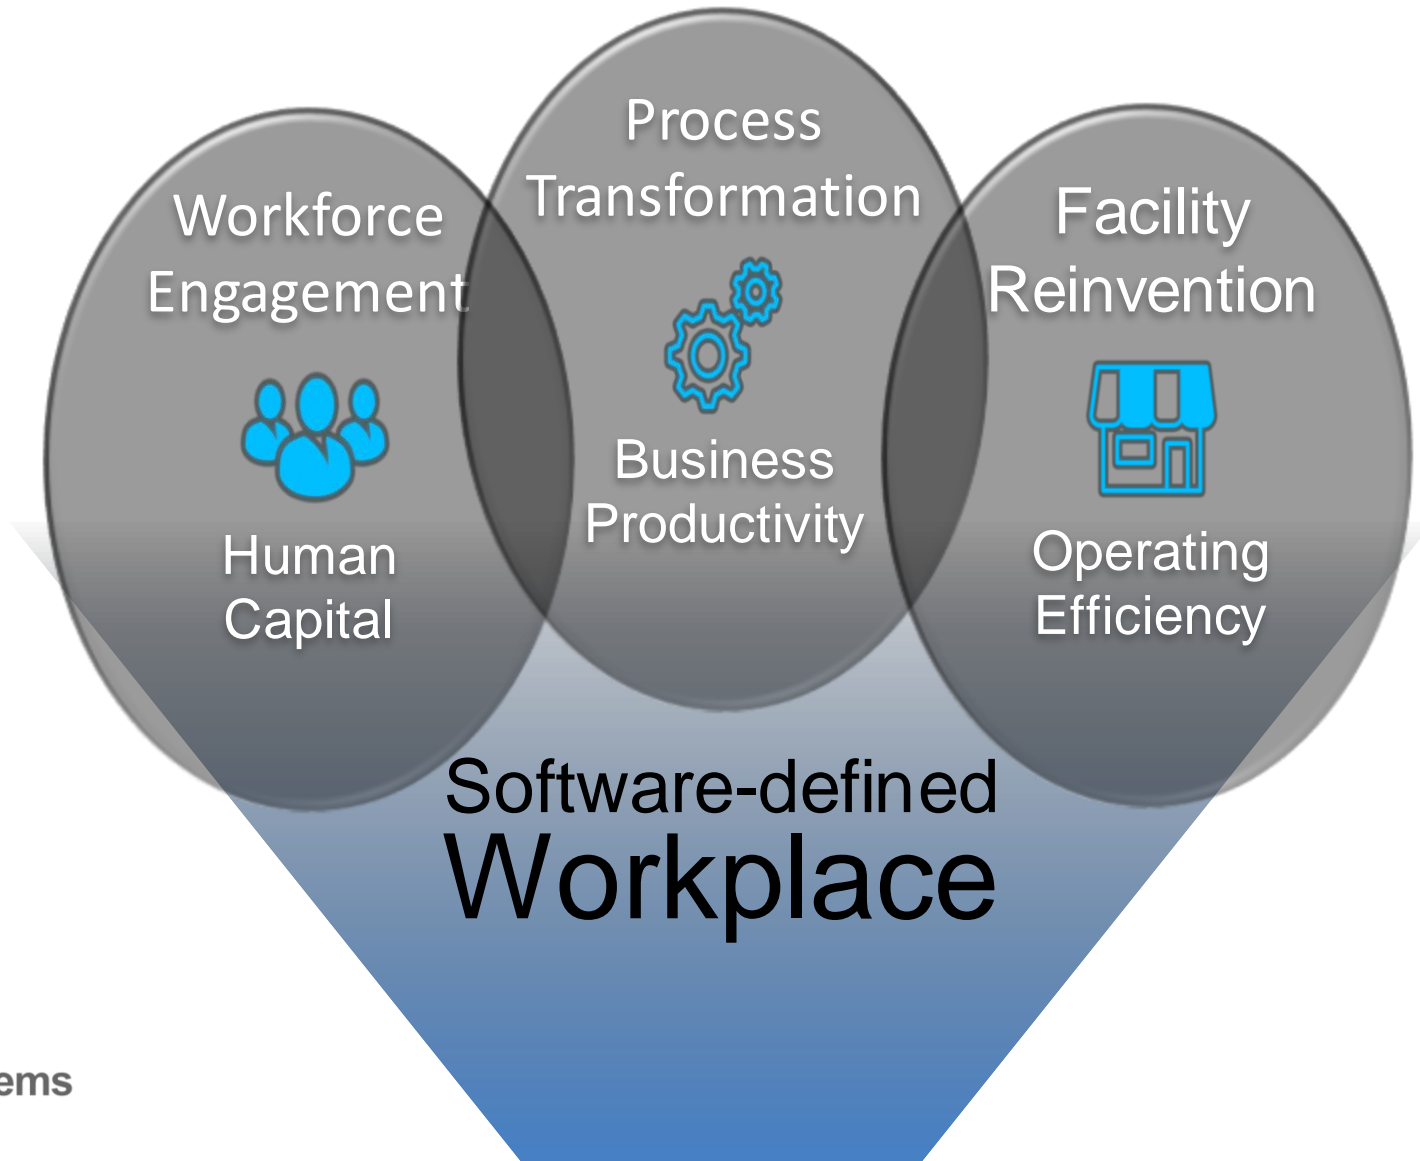 Workforce
Engagement
Human
Capital
Process
Transformation
Business
Productivity
Facility
Reinvention
Operating
Efficiency
Software-defined
Workplace
ems